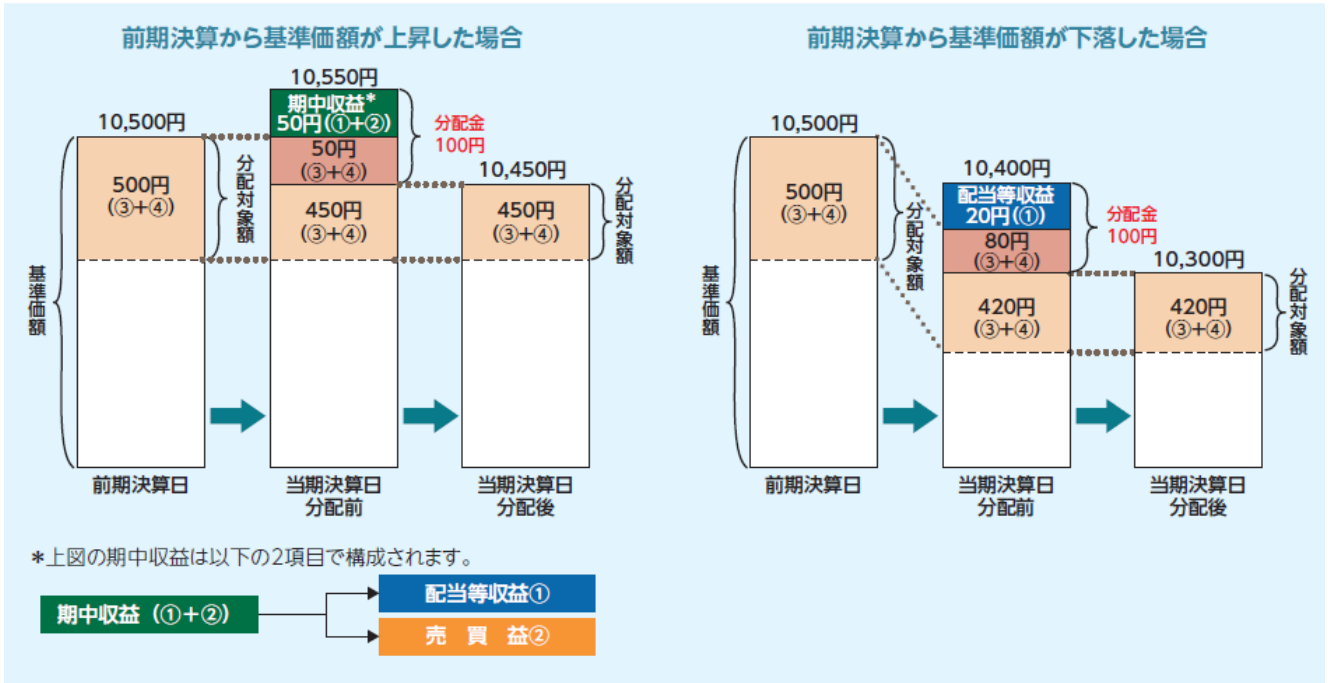 前期決算から基準価額が上昇した場合
10,500円
500円
(③+④)
分配対象額
基準価額
10,550円
期中収益*
50円(①+②)
50円
(③+④)
450円
(③+④)
分配金
100円
10,450円
450円
(③+④)
分配対象額
前期決算日
当期決算日
分配前
当期決算日
分配後
前期決算から基準価額が下落した場合
10,500円
500円
(③+④)
分配対象額
基準価額
10,400円
配当等収益
20円(①)
80円
(③+④)
420円
(③+④)
分配金
100円
10,300円
420円
(③+④)
分配対象額
前期決算日
当期決算日
分配前
当期決算日
分配後
*上図の期中収益は以下の2項目で構成されます。
期中収益（①+②）
配当等収益①
売 買 益②